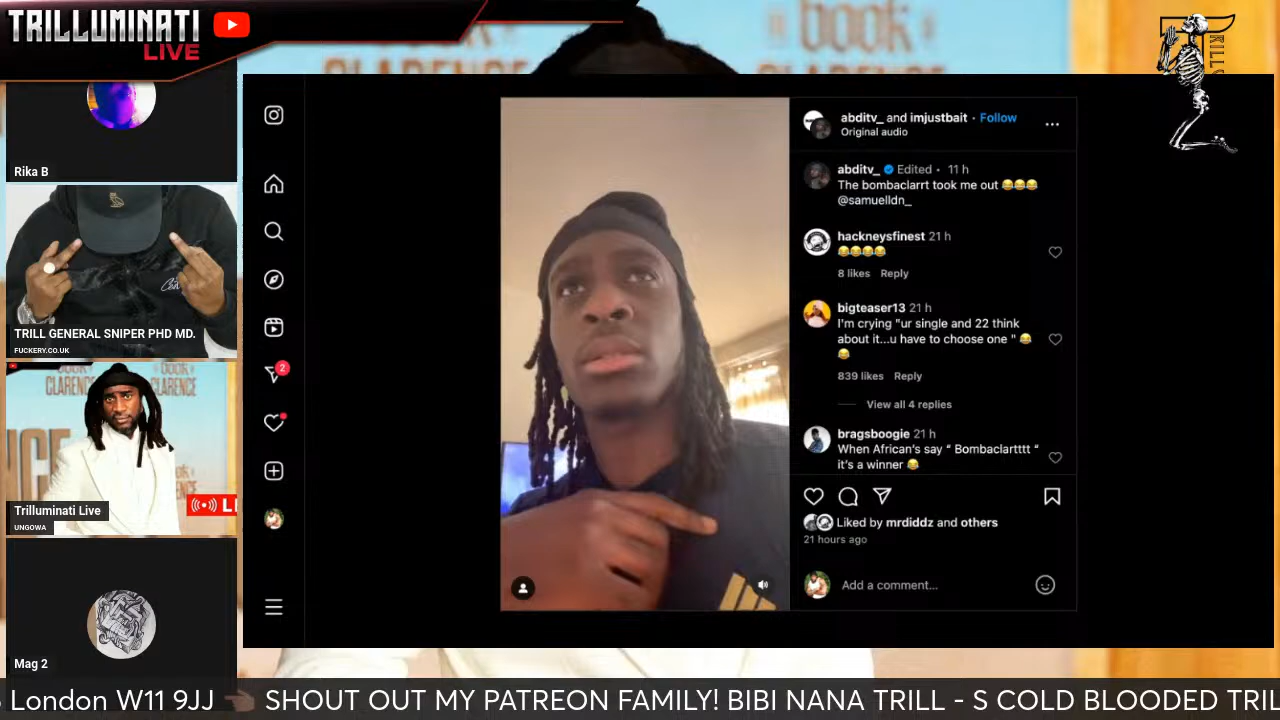 TRILLUMINATI
LIVE
RILLS
Rika B
TRILL GENERAL SNIPER PHD MD.
FUCKERY.CO.UK
book
CLARENCE
Trilluminati Live
UNGOWA
Mag 2
2
abditv_ and imjustbait · Follow
Original audio
abditv_ Edited · 11 h
The bombaclarrt took me out 😂😂😂
@samuelldn_
hackneysfinest 21 h
😂😂😂😂
8 likes Reply
bigteaser13 21 h
I'm crying "ur single and 22 think
about it...u have to choose one " 😂
😂
839 likes Reply
View all 4 replies
bragsboogie 21 h
When African's say “ Bombaclartttt “
it's a winner 😂
Liked by mrdiddz and others
21 hours ago
Add a comment...
London W11 9JJ SHOUT OUT MY PATREON FAMILY! BIBI NANA TRILL - S COLD BLOODED TRIL